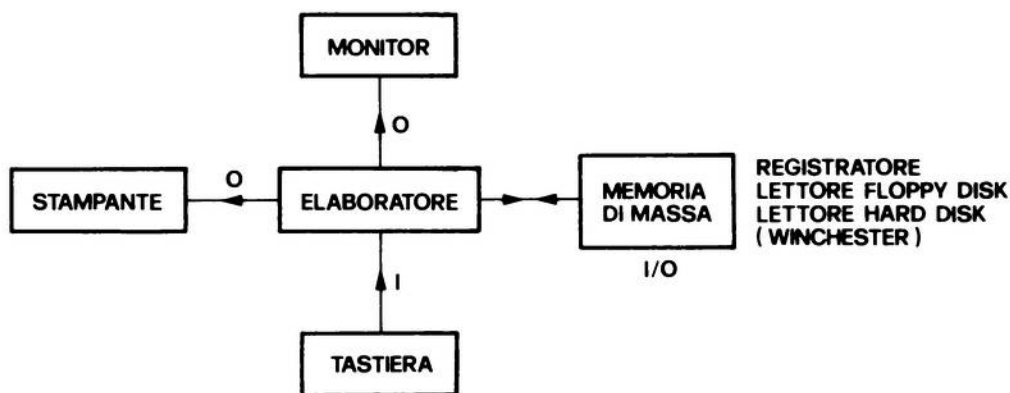 MONITOR
O
O
STAMPANTE
ELABORATORE
MEMORIA
DI MASSA
I/O
REGISTRATORE
LETTORE FLOPPY DISK
LETTORE HARD DISK
( WINCHESTER )
I
TASTIERA